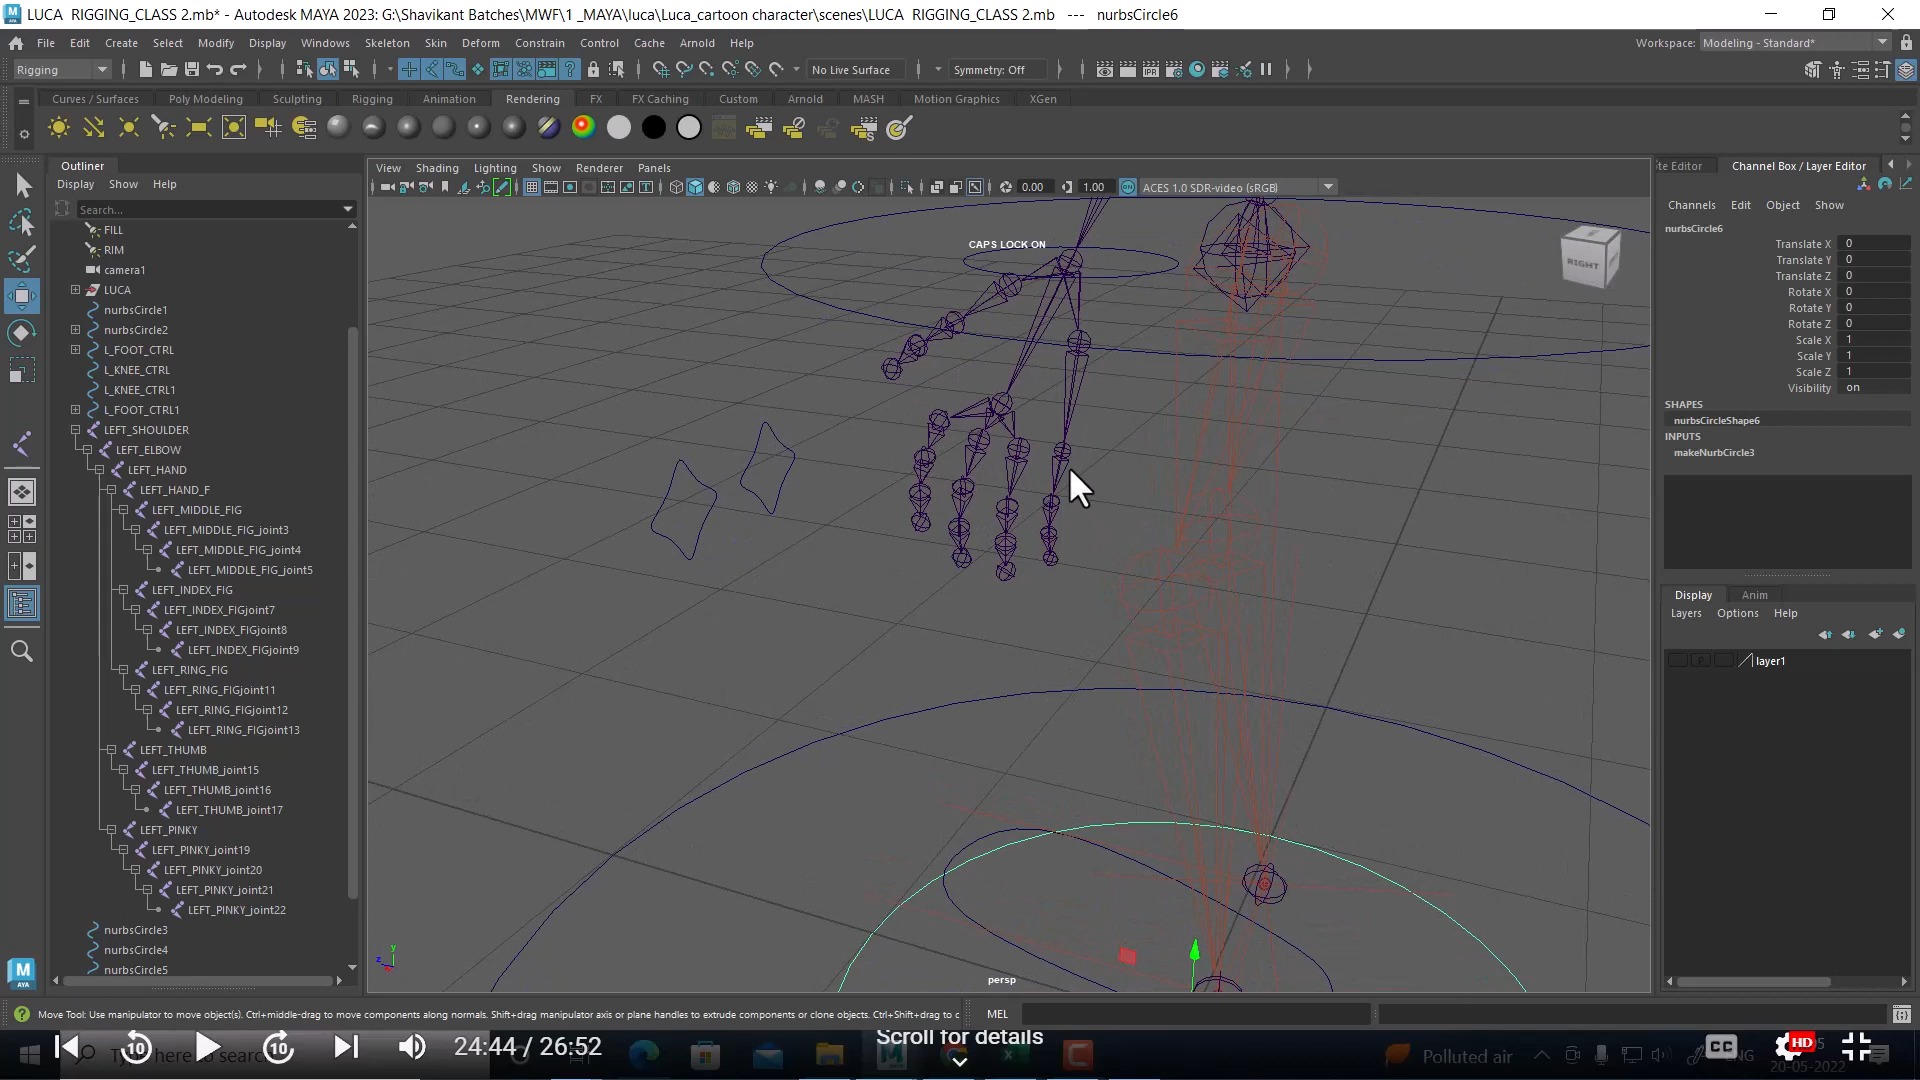 LUCA  RIGGING_CLASS 2.mb* - Autodesk MAYA 2023: G:\Shavikant Batches\MWF\1 _MAYA\luca\Luca_cartoon character\scenes\LUCA  RIGGING_CLASS 2.mb   ---   nurbsCircle6
File Edit Create Select Modify Display Windows Skeleton Skin Deform Constrain Control Cache Arnold Help
Workspace: Modeling - Standard*
Rigging
No Live Surface
Symmetry: Off
Curves / Surfaces Poly Modeling Sculpting Rigging Animation Rendering FX FX Caching Custom Arnold MASH Motion Graphics XGen
Outliner
Display Show Help
Search...
FILL
RIM
camera1
LUCA
nurbsCircle1
nurbsCircle2
L_FOOT_CTRL
L_KNEE_CTRL
L_KNEE_CTRL1
L_FOOT_CTRL1
LEFT_SHOULDER
LEFT_ELBOW
LEFT_HAND
LEFT_HAND_F
LEFT_MIDDLE_FIG
LEFT_MIDDLE_FIG_joint3
LEFT_MIDDLE_FIG_joint4
LEFT_MIDDLE_FIG_joint5
LEFT_INDEX_FIG
LEFT_INDEX_FIGjoint7
LEFT_INDEX_FIGjoint8
LEFT_INDEX_FIGjoint9
LEFT_RING_FIG
LEFT_RING_FIGjoint11
LEFT_RING_FIGjoint12
LEFT_RING_FIGjoint13
LEFT_THUMB
LEFT_THUMB_joint15
LEFT_THUMB_joint16
LEFT_THUMB_joint17
LEFT_PINKY
LEFT_PINKY_joint19
LEFT_PINKY_joint20
LEFT_PINKY_joint21
LEFT_PINKY_joint22
nurbsCircle3
nurbsCircle4
nurbsCircle5
View Shading Lighting Show Renderer Panels
0.00
1.00
ACES 1.0 SDR-video (sRGB)
CAPS LOCK ON
RIGHT
persp
y
z
te Editor
Channel Box / Layer Editor
Channels Edit Object Show
nurbsCircle6
Translate X 0
Translate Y 0
Translate Z 0
Rotate X 0
Rotate Y 0
Rotate Z 0
Scale X 1
Scale Y 1
Scale Z 1
Visibility on
SHAPES
nurbsCircleShape6
INPUTS
makeNurbCircle3
Display Anim
Layers Options Help
layer1
Move Tool: Use manipulator to move object(s). Ctrl+middle-drag to move components along normals. Shift+drag manipulator axis or plane handles to extrude components or clone objects. Ctrl+Shift+drag to c
MEL
10
10
24:44 / 26:52
Scroll for details
Polluted air
CC
HD
20-05-2022